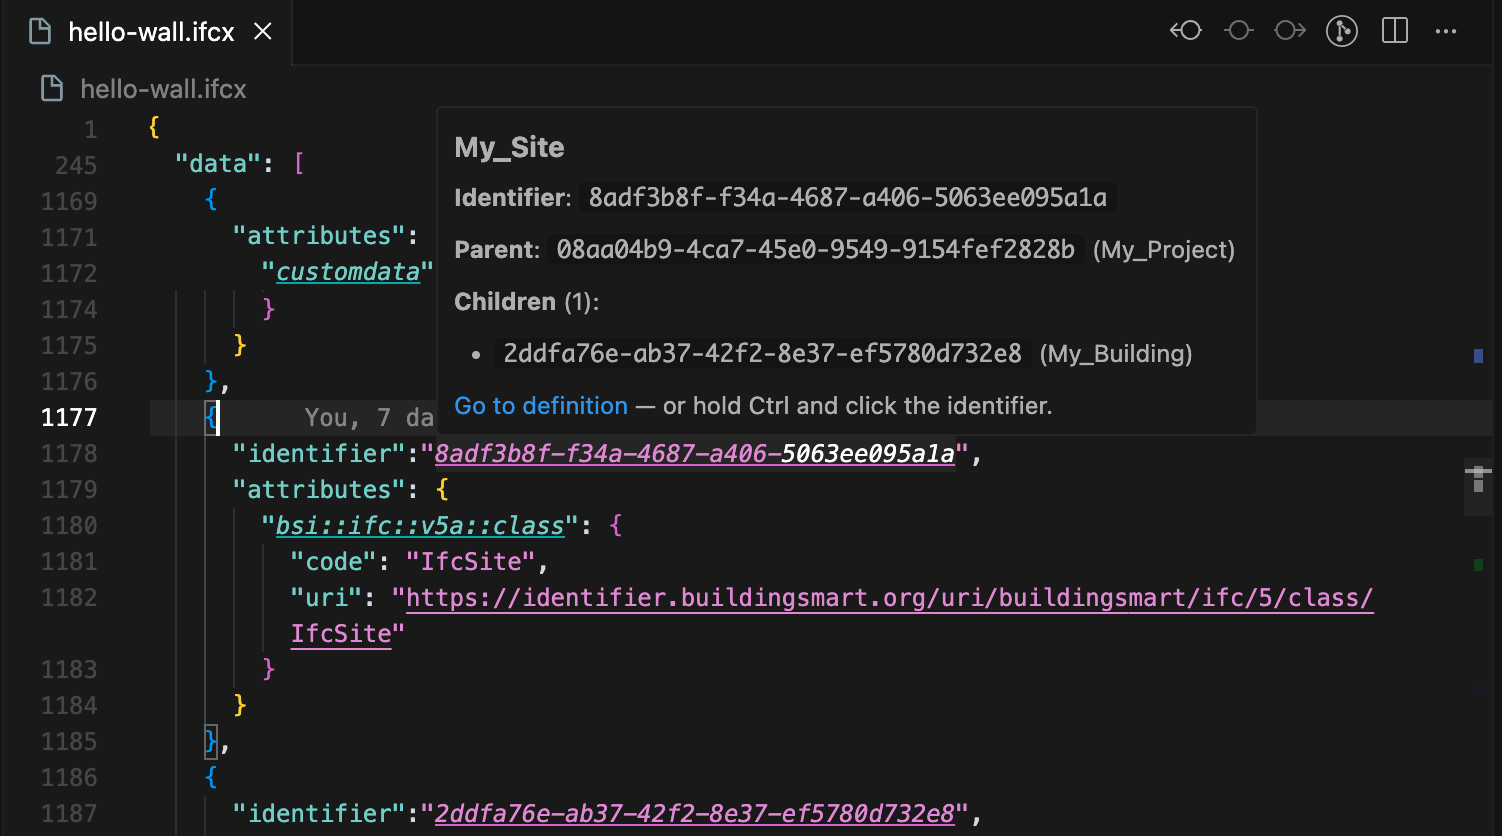 hello-wall.ifcx
hello-wall.ifcx
1 {
245 "data": [
1169 {
1171 "attributes":
1172 "customdata"
1174 }
1175 }
1176 },
1177 { You, 7 da
My_Site
Identifier: 8adf3b8f-f34a-4687-a406-5063ee095a1a
Parent: 08aa04b9-4ca7-45e0-9549-9154fef2828b (My_Project)
Children (1):
• 2ddfa76e-ab37-42f2-8e37-ef5780d732e8 (My_Building)
Go to definition — or hold Ctrl and click the identifier.
1178 "identifier":"8adf3b8f-f34a-4687-a406-5063ee095a1a",
1179 "attributes": {
1180 "bsi::ifc::v5a::class": {
1181 "code": "IfcSite",
1182 "uri": "https://identifier.buildingsmart.org/uri/buildingsmart/ifc/5/class/
IfcSite"
1183 }
1184 }
1185 },
1186 {
1187 "identifier":"2ddfa76e-ab37-42f2-8e37-ef5780d732e8",